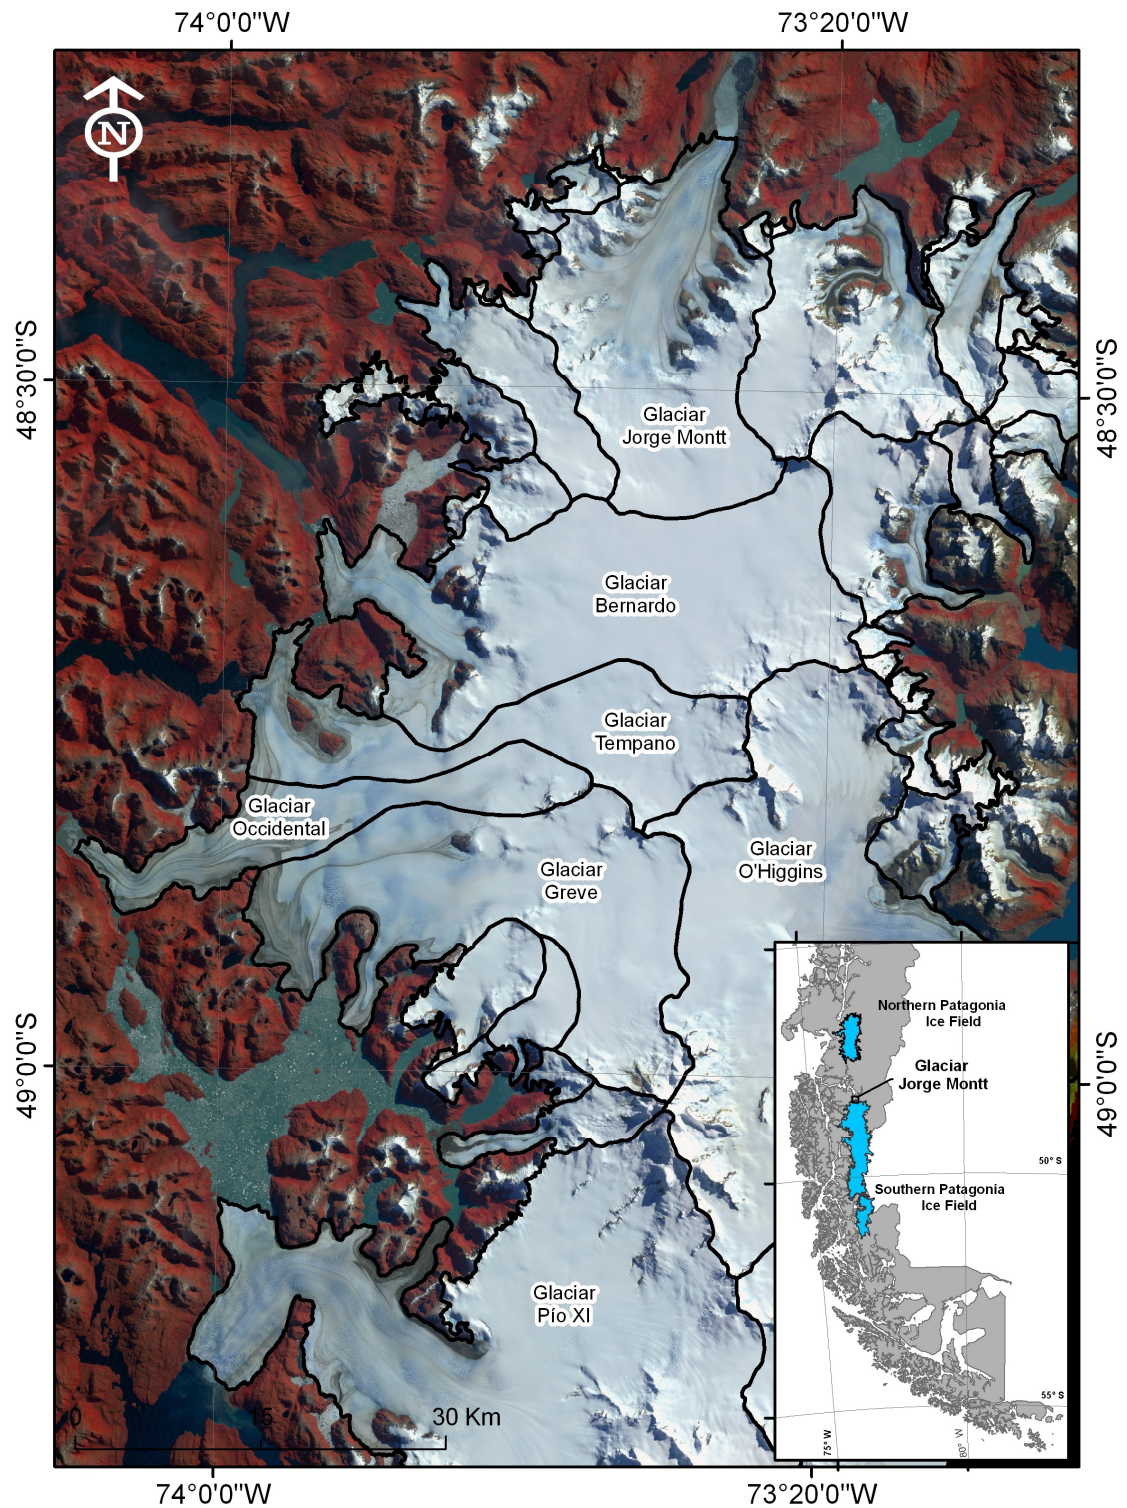 74°0'0"W
73°20'0"W
N
48°30'0"S
48°30'0"S
Glaciar
Jorge Montt
Glaciar
Bernardo
Glaciar
Tempano
Glaciar
Occidental
Glaciar
Greve
Glaciar
O'Higgins
49°0'0"S
49°0'0"S
Northern Patagonia
Ice Field
Glaciar
Jorge Montt
50° S
Southern Patagonia
Ice Field
Glaciar
Pío XI
55° S
75° W
80° W
0
15
30 Km
74°0'0"W
73°20'0"W